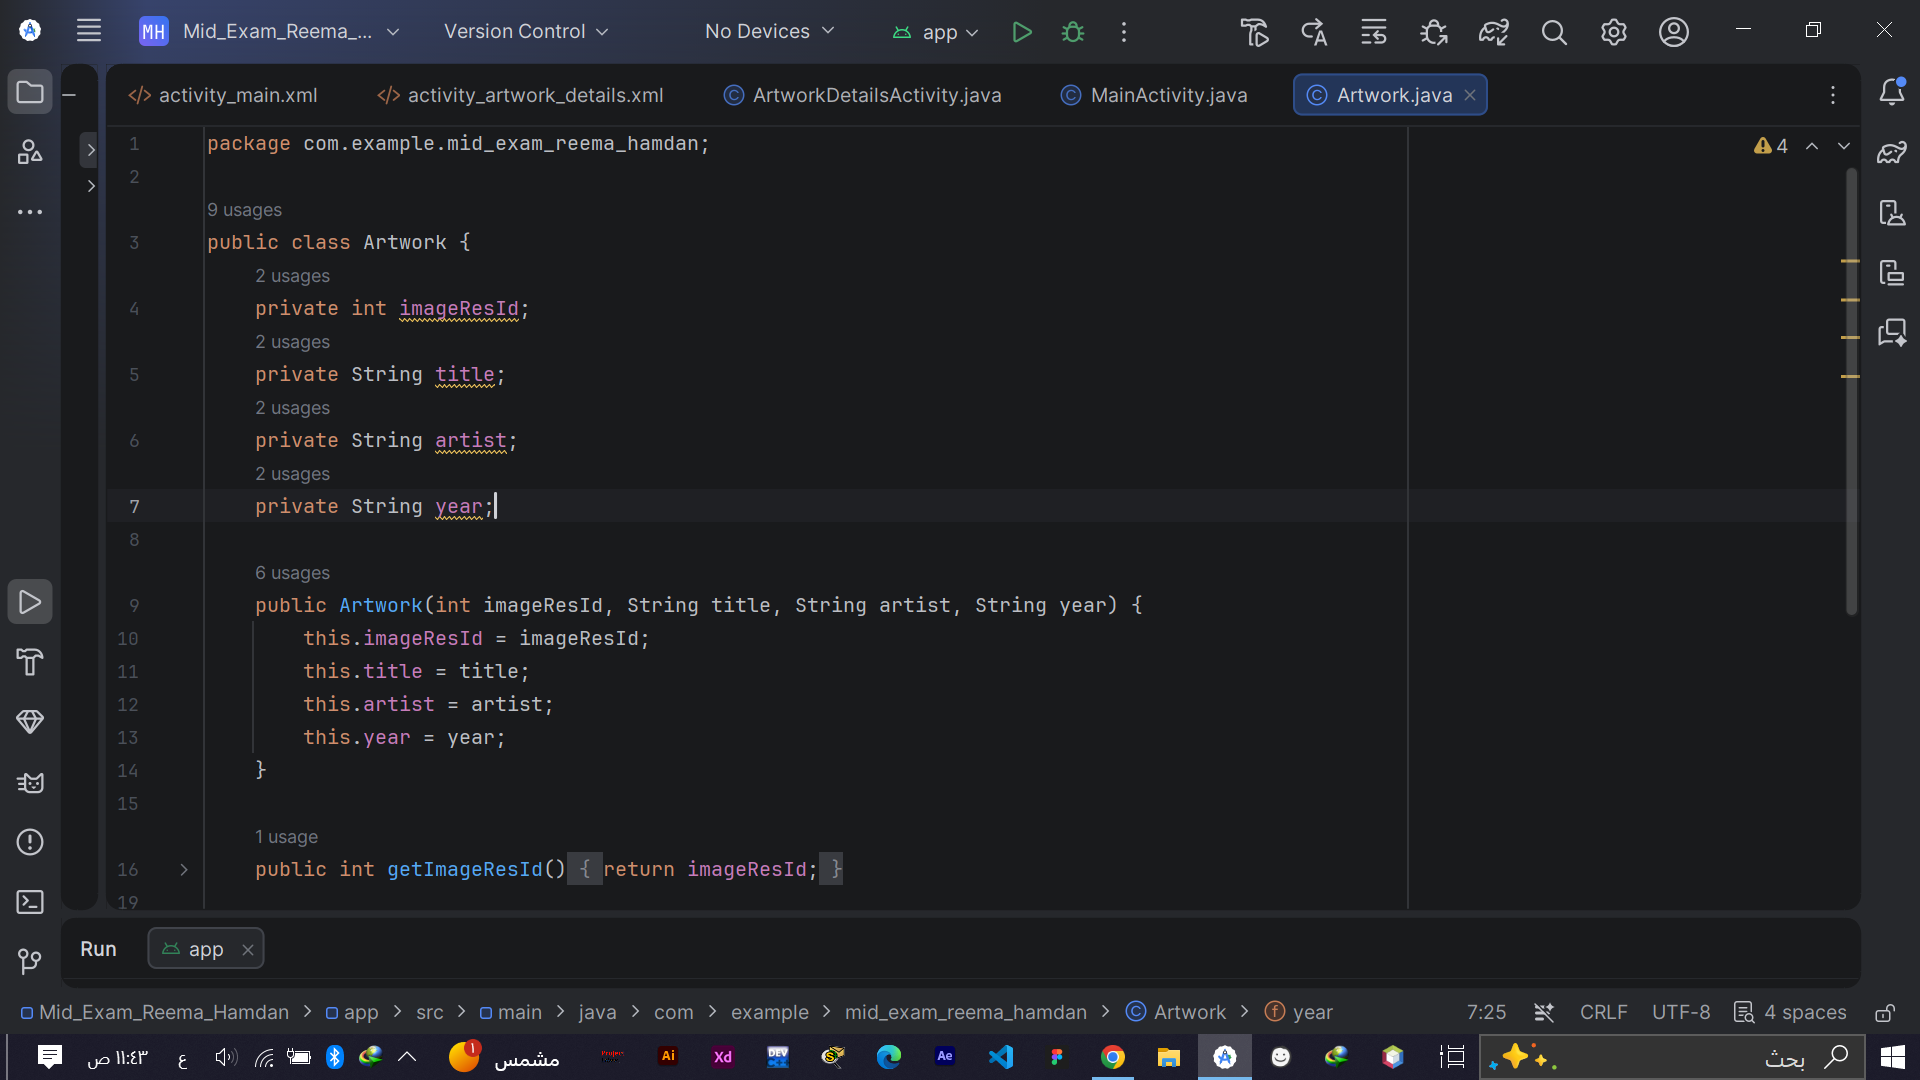 MH Mid_Exam_Reema_... Version Control No Devices app
activity_main.xml activity_artwork_details.xml ArtworkDetailsActivity.java MainActivity.java Artwork.java
4
1 package com.example.mid_exam_reema_hamdan;
2
9 usages
3 public class Artwork {
2 usages
4 private int imageResId;
2 usages
5 private String title;
2 usages
6 private String artist;
2 usages
7 private String year;
8
6 usages
9 public Artwork(int imageResId, String title, String artist, String year) {
10 this.imageResId = imageResId;
11 this.title = title;
12 this.artist = artist;
13 this.year = year;
14 }
15
1 usage
16 public int getImageResId() { return imageResId; }
19
Run app
Mid_Exam_Reema_Hamdan > app > src > main > java > com > example > mid_exam_reema_hamdan > Artwork > year 7:25 CRLF UTF-8 4 spaces
١١:٤٣ ص ع 1 مشمس Ai Xd DEV Ae بحث